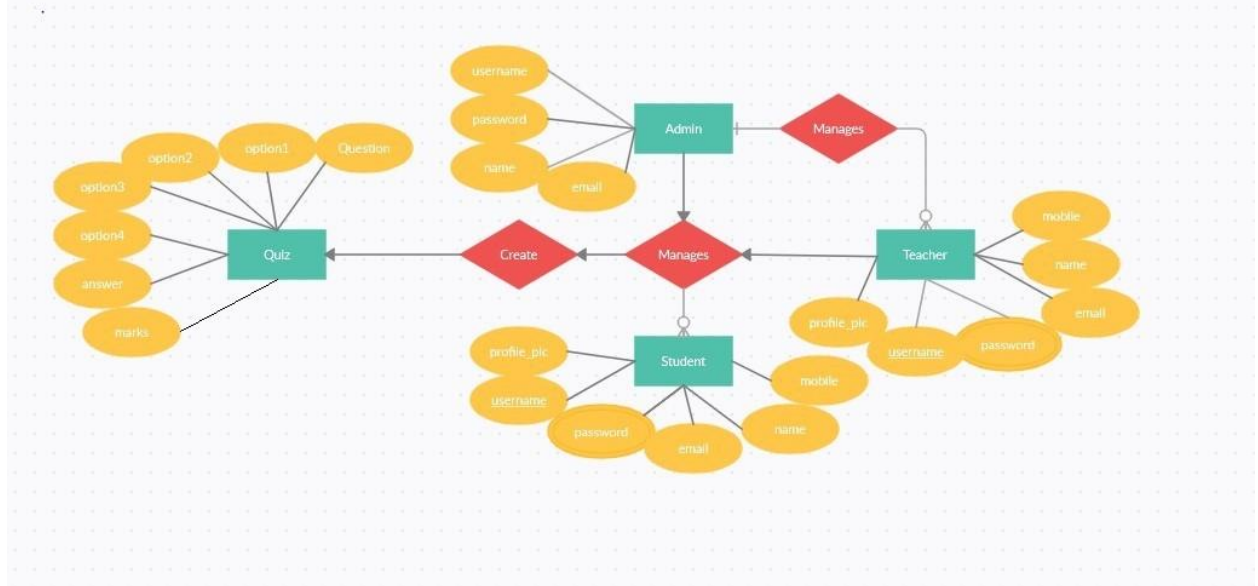 username
password
name
email
Admin
Manages
option3
option2
option1
Question
option4
answer
marks
Quiz
Create
Manages
Teacher
mobile
name
email
profile_pic
username
password
Student
profile_pic
username
password
email
name
mobile